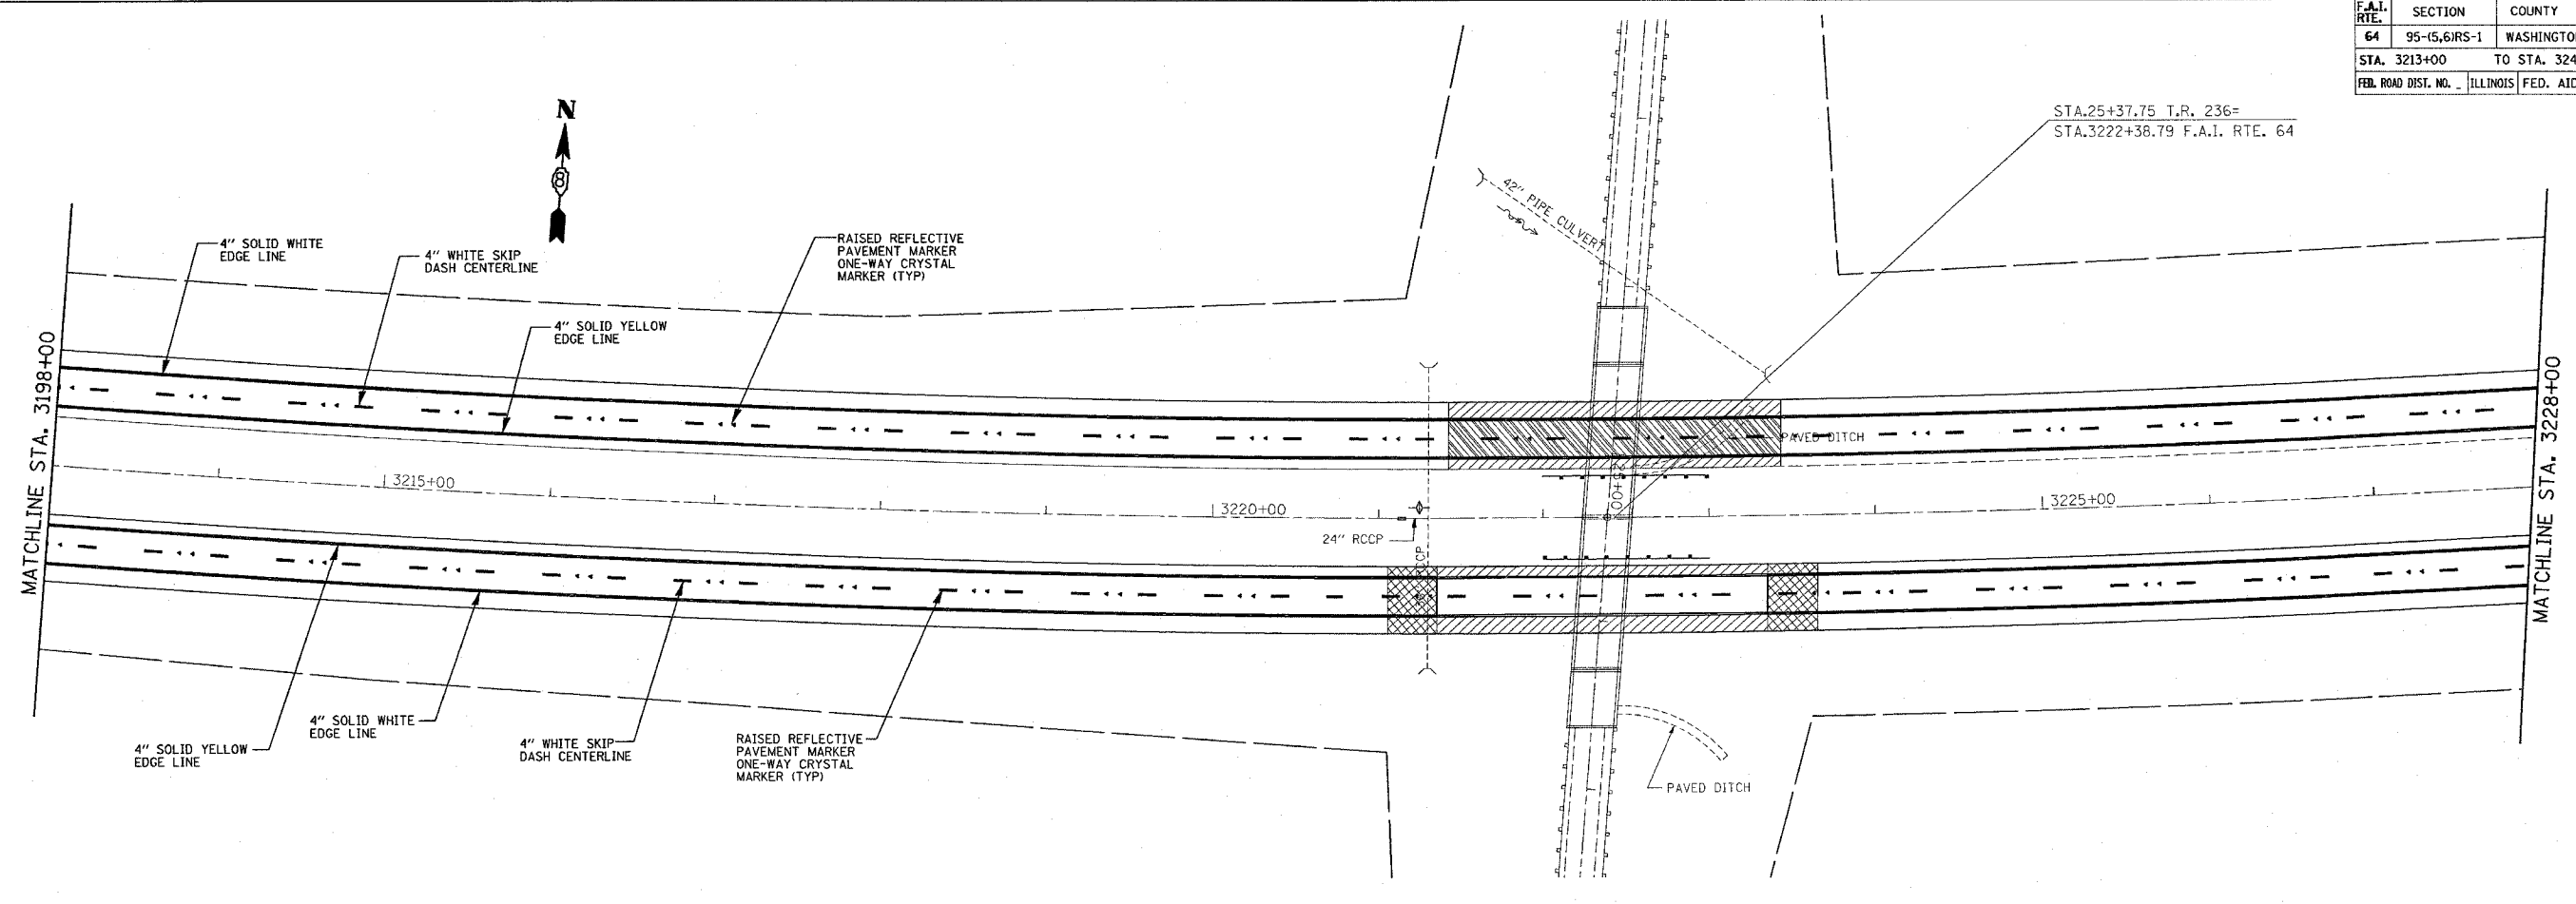 F.A.I. RTE. SECTION COUNTY
64 95-(5,6)RS-1
STA. 3213+00 TO STA.
FED. ROAD DIST. NO. _ ILLINOIS FED.
STA.25+37.75 T.R. 236=
STA.3222+38.79 F.A.I. RTE. 64
N
8
42" PIPE CULVERT
4" SOLID WHITE
EDGE LINE
4" WHITE SKIP
DASH CENTERLINE
RAISED REFLECTIVE
PAVEMENT MARKER
ONE-WAY CRYSTAL
MARKER (TYP)
4" SOLID YELLOW
EDGE LINE
MATCHLINE STA. 3198+00
MATCHLINE STA. 3228+00
PAVED DITCH
3215+00
3220+00
3225+00
24" RCCP
RCCP
4" SOLID YELLOW
EDGE LINE
4" SOLID WHITE
EDGE LINE
4" WHITE SKIP
DASH CENTERLINE
RAISED REFLECTIVE
PAVEMENT MARKER
ONE-WAY CRYSTAL
MARKER (TYP)
PAVED DITCH